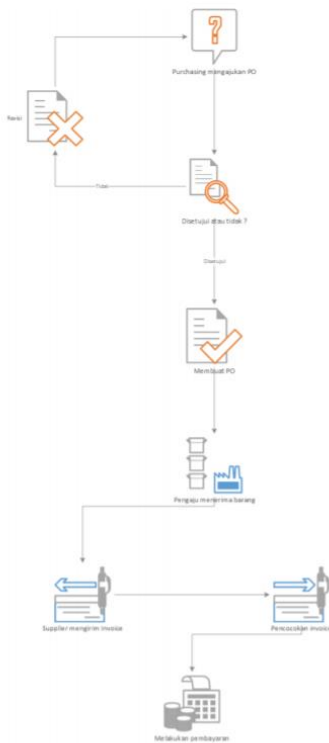 Purchasing mengajukan PO
Revisi
Tidak
Disetujui atau tidak ?
Disetujui
Membuat PO
Pengaju menerima barang
Supplier mengirim Invoice
Pencocokan invoice
Melakukan pembayaran